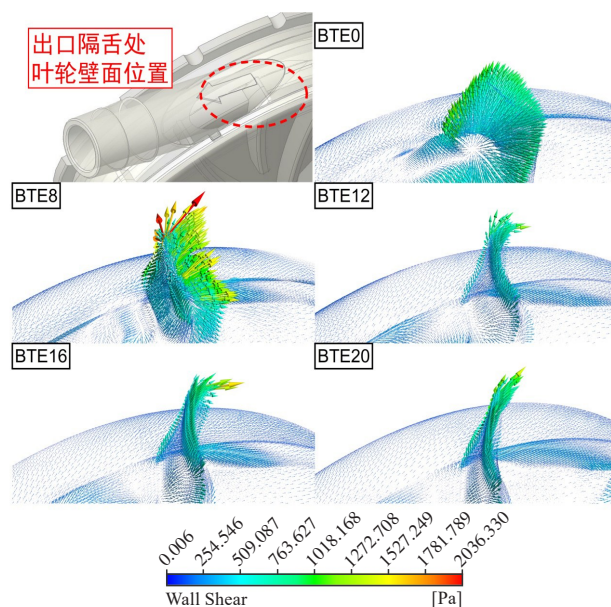 出口隔舌处
叶轮壁面位置
BTE0
BTE8
BTE12
BTE16
BTE20
0.006
254.546
509.087
763.627
1018.168
1272.708
1527.249
1781.789
2036.330
Wall Shear
[Pa]